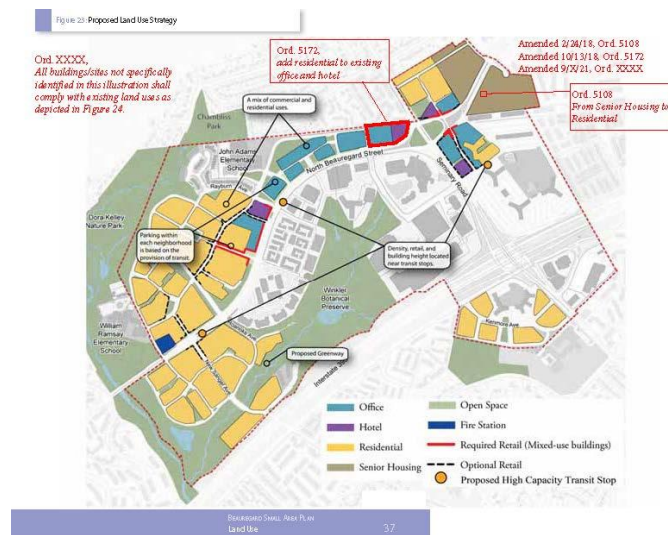 Figure 23: Proposed Land Use Strategy
Ord. XXXX,
All buildings/sites not specifically
identified in this illustration shall
comply with existing land uses as
depicted in Figure 24.
Ord. 5172,
add residential to existing
office and hotel
Amended 2/24/18, Ord. 5108
Amended 10/13/18, Ord. 5172
Amended 9/X/21, Ord. XXXX
Ord. 5108
From Senior Housing to
Residential
A mix of commercial and
residential uses.
Chambliss
Park
John Adams
Elementary
School
North Beauregard Street
Seminary Road
Rayburn Ave
Dora Kelley
Nature Park
Parking within
each neighborhood
is based on the
provision of transit.
Density, retail, and
building height located
near transit stops.
Winkler
Botanical
Preserve
William
Ramsay
Elementary
School
Roanoke Ave
Kenmore Ave
Proposed Greenway
Interstate
Office
Hotel
Residential
Senior Housing
Open Space
Fire Station
Required Retail (Mixed-use buildings)
Optional Retail
Proposed High Capacity Transit Stop
Beauregard Small Area Plan
Land Use
37